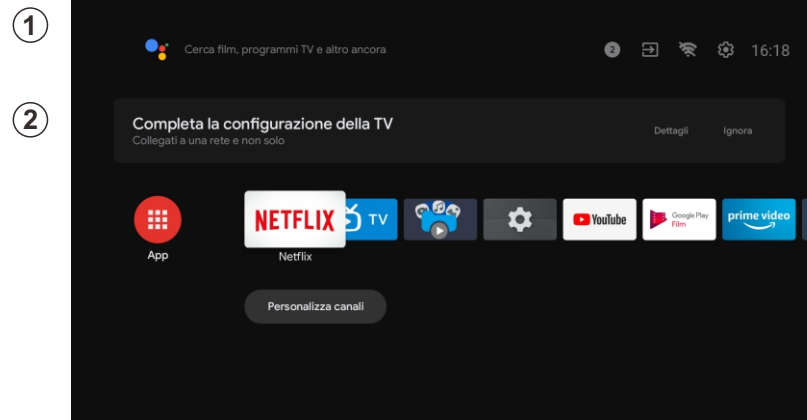 1
Cerca film, programmi TV e altro ancora
2
16:18
2
Completa la configurazione della TV
Collegati a una rete e non solo
Dettagli
Ignora
NETFLIX
TV
YouTube
Google Play
Film
prime video
App
Netflix
Personalizza canali